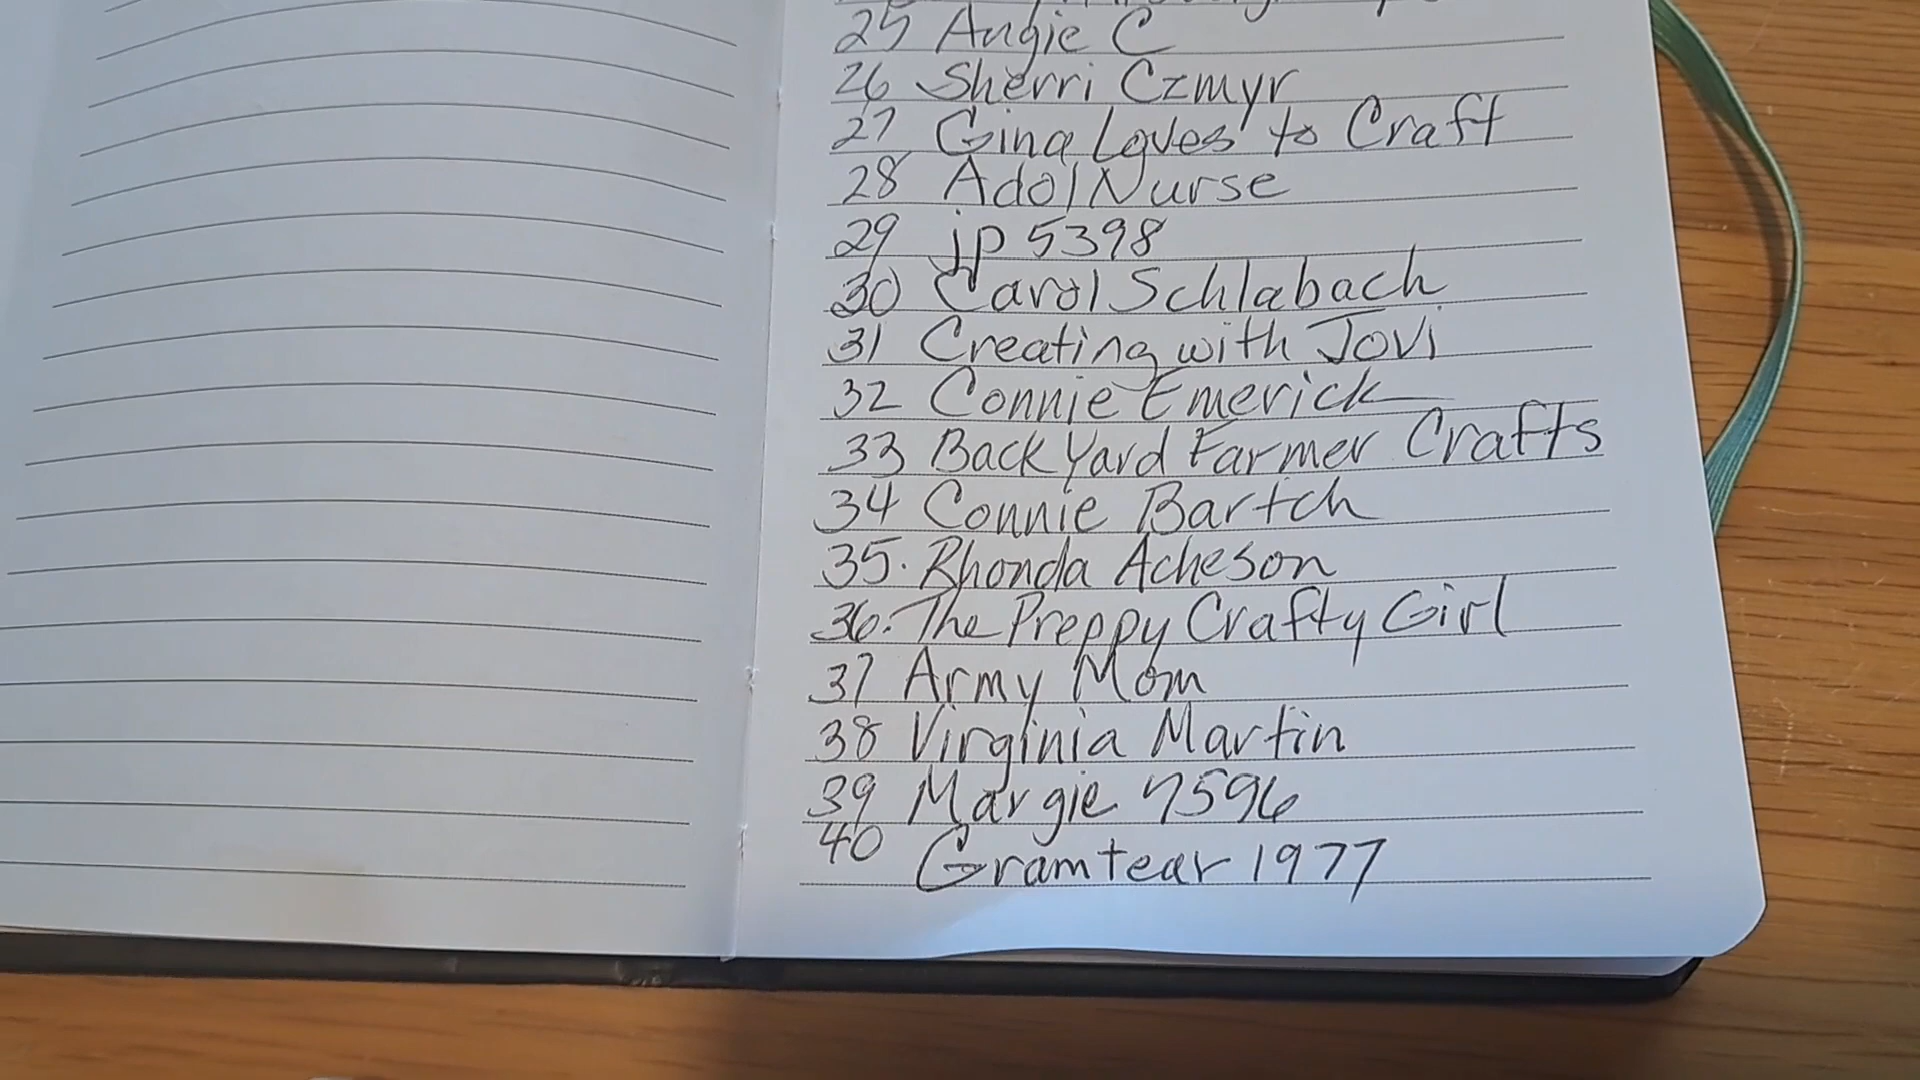 25 Angie C
26 Sherri Czmyr
27 Gina Loves to Craft
28 AdolNurse
29 jp 5398
30 Carol Schlabach
31 Creating with Jovi
32 Connie Emerick
33 Back Yard Farmer Crafts
34 Connie Bartch
35. Rhonda Acheson
36. The Preppy Crafty Girl
37 Army Mom
38 Virginia Martin
39 Margie 7596
40 Gramtear 1977